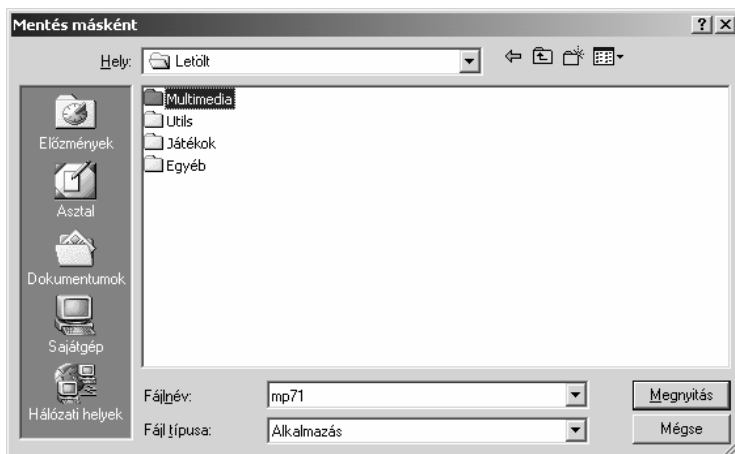 Mentés másként
Hely: Letölt
Előzmények
Asztal
Dokumentumok
Sajátgép
Hálózati helyek
Multimedia
Utils
Játékok
Egyéb
Fájlnév: mp71 Megnyitás
Fájl típusa: Alkalmazás Mégse